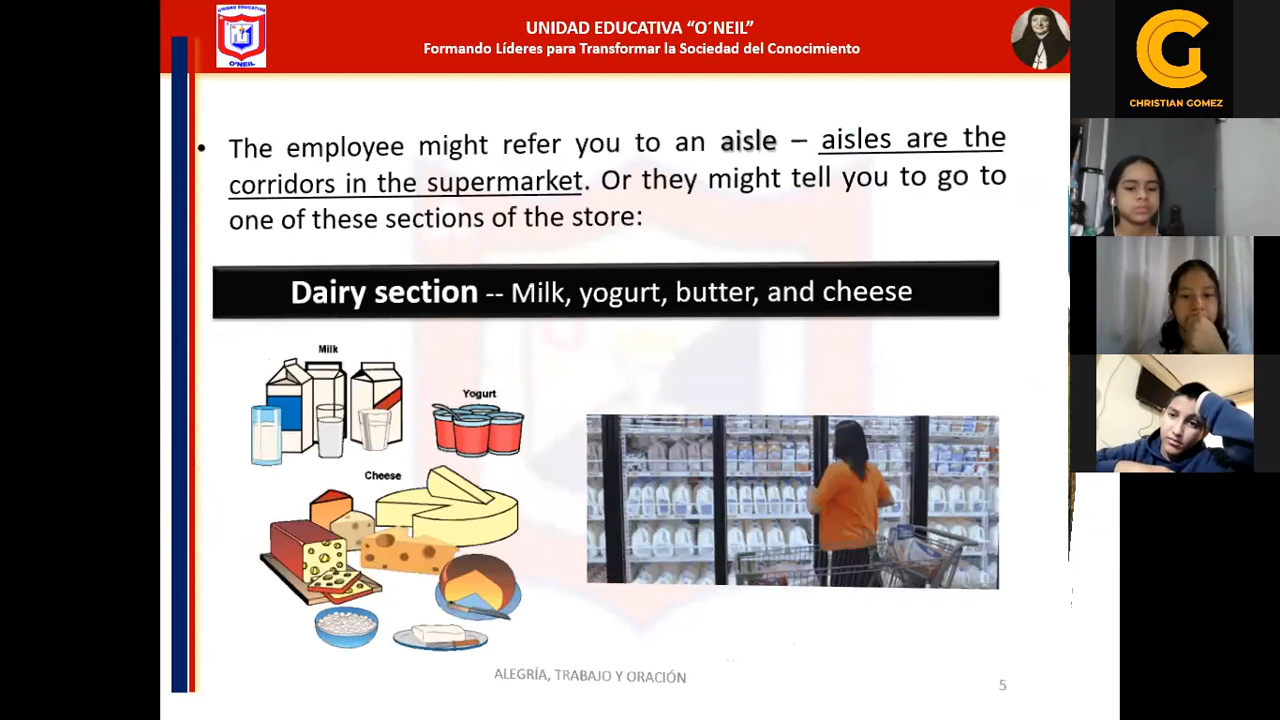 UNIDAD EDUCATIVA
O'NEIL
UNIDAD EDUCATIVA “O´NEIL”
Formando Líderes para Transformar la Sociedad del Conocimiento
CHRISTIAN GOMEZ
• The employee might refer you to an aisle – aisles are the
corridors in the supermarket. Or they might tell you to go to
one of these sections of the store:
Dairy section -- Milk, yogurt, butter, and cheese
Milk
Yogurt
Cheese
ALEGRÍA, TRABAJO Y ORACIÓN
5